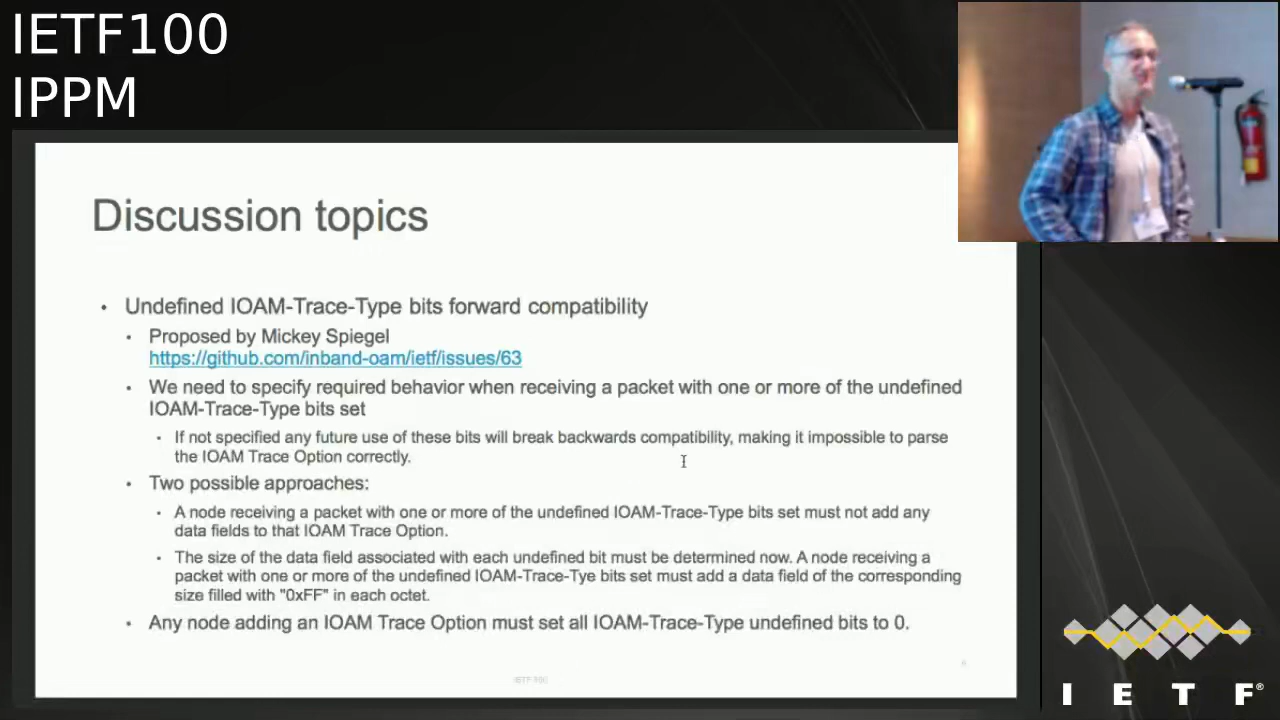 IETF100
IPPM
Discussion topics
• Undefined IOAM-Trace-Type bits forward compatibility
• Proposed by Mickey Spiegel
https://github.com/inband-oam/ietf/issues/63
• We need to specify required behavior when receiving a packet with one or more of the undefined
IOAM-Trace-Type bits set
• If not specified any future use of these bits will break backwards compatibility, making it impossible to parse
the IOAM Trace Option correctly.
• Two possible approaches:
• A node receiving a packet with one or more of the undefined IOAM-Trace-Type bits set must not add any
data fields to that IOAM Trace Option.
• The size of the data field associated with each undefined bit must be determined now. A node receiving a
packet with one or more of the undefined IOAM-Trace-Tye bits set must add a data field of the corresponding
size filled with "0xFF" in each octet.
• Any node adding an IOAM Trace Option must set all IOAM-Trace-Type undefined bits to 0.
IETF 100
I E T F®